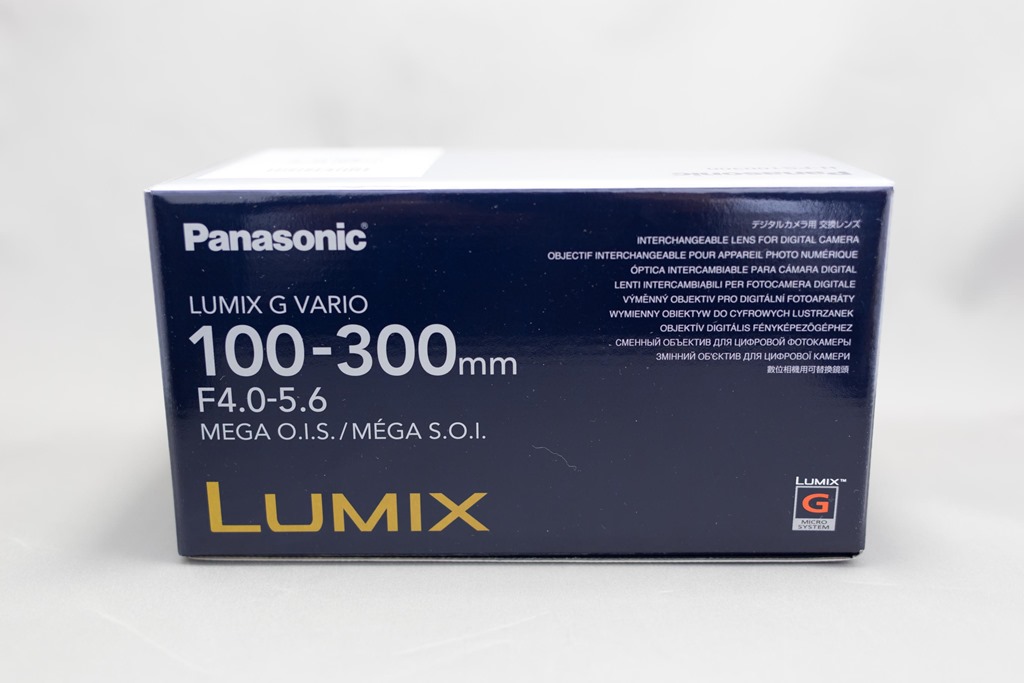 Panasonic
LUMIX G VARIO
100-300mm
F4.0-5.6
MEGA O.I.S. / MÉGA S.O.I.
LUMIX
デジタルカメラ用 交換レンズ
INTERCHANGEABLE LENS FOR DIGITAL CAMERA
OBJECTIF INTERCHANGEABLE POUR APPAREIL PHOTO NUMÉRIQUE
ÓPTICA INTERCAMBIABLE PARA CÁMARA DIGITAL
LENTI INTERCAMBIABILI PER FOTOCAMERA DIGITALE
VÝMĚNNÝ OBJEKTIV PRO DIGITÁLNÍ FOTOAPARÁTY
WYMIENNY OBIEKTYW DO CYFROWYCH LUSTRZANEK
OBJEKTÍV DÍGITÁLIS FÉNYKÉPEZŐGÉPHEZ
СМЕННЫЙ ОБЪЕКТИВ ДЛЯ ЦИФРОВОЙ ФОТОКАМЕРЫ
ЗМІННИЙ ОБ'ЄКТИВ ДЛЯ ЦИФРОВОЇ КАМЕРИ
數位相機用可替換鏡頭
LUMIX™
G
MICRO
SYSTEM
Panasonic